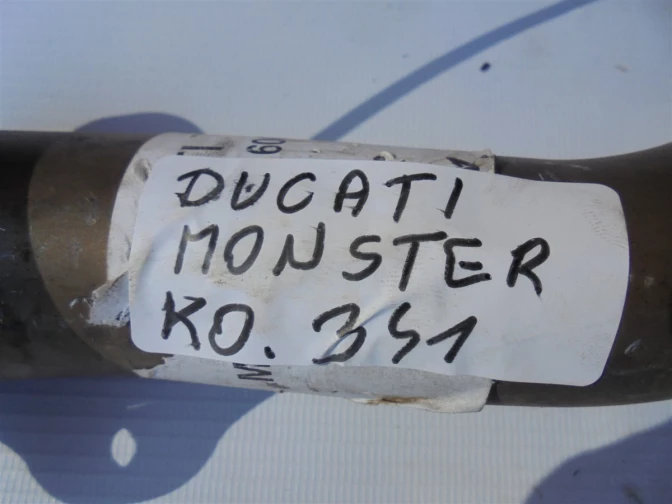 DUCATI
MONSTER
KO. 341